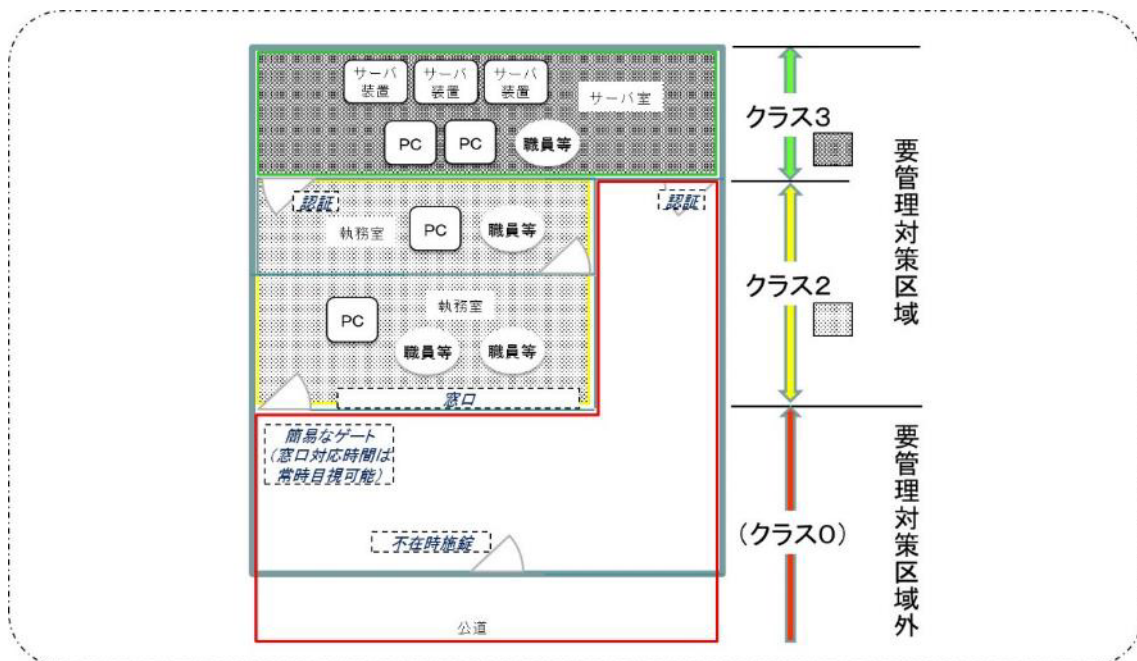 サーバ
装置
サーバ
装置
サーバ
装置
サーバ室
PC
PC
職員等
認証
認証
執務室
PC
職員等
執務室
PC
職員等
職員等
窓口
簡易なゲート
(窓口対応時間は
常時目視可能)
不在時施錠
公道
クラス3
クラス2
(クラス0)
要管理対策区域
要管理対策区域外